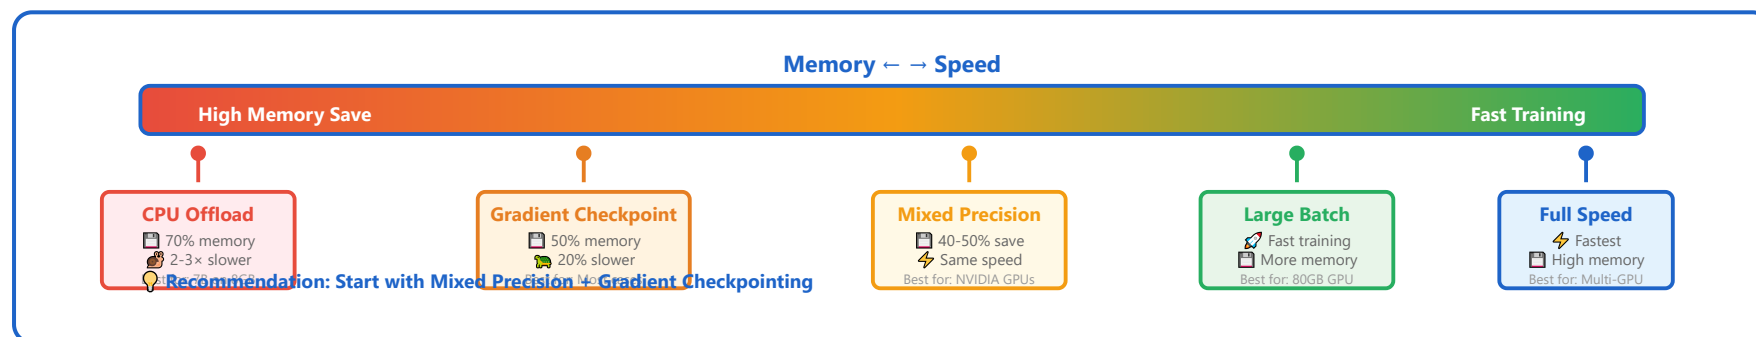 Memory ← → Speed
High Memory Save
Fast Training
CPU Offload
💾 70% memory
🐌 2-3× slower
Gradient Checkpoint
💾 50% memory
🐢 20% slower
Mixed Precision
💾 40-50% save
⚡ Same speed
Best for: NVIDIA GPUs
Large Batch
🚀 Fast training
💾 More memory
Best for: 80GB GPU
Full Speed
⚡ Fastest
💾 High memory
Best for: Multi-GPU
💡 Recommendation: Start with Mixed Precision + Gradient Checkpointing